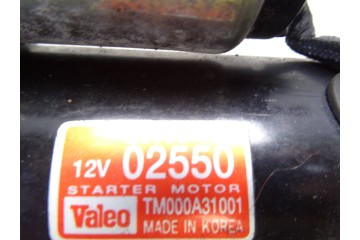 12V 02550
STARTER MOTOR
Valeo TM000A31001
MADE IN KOREA